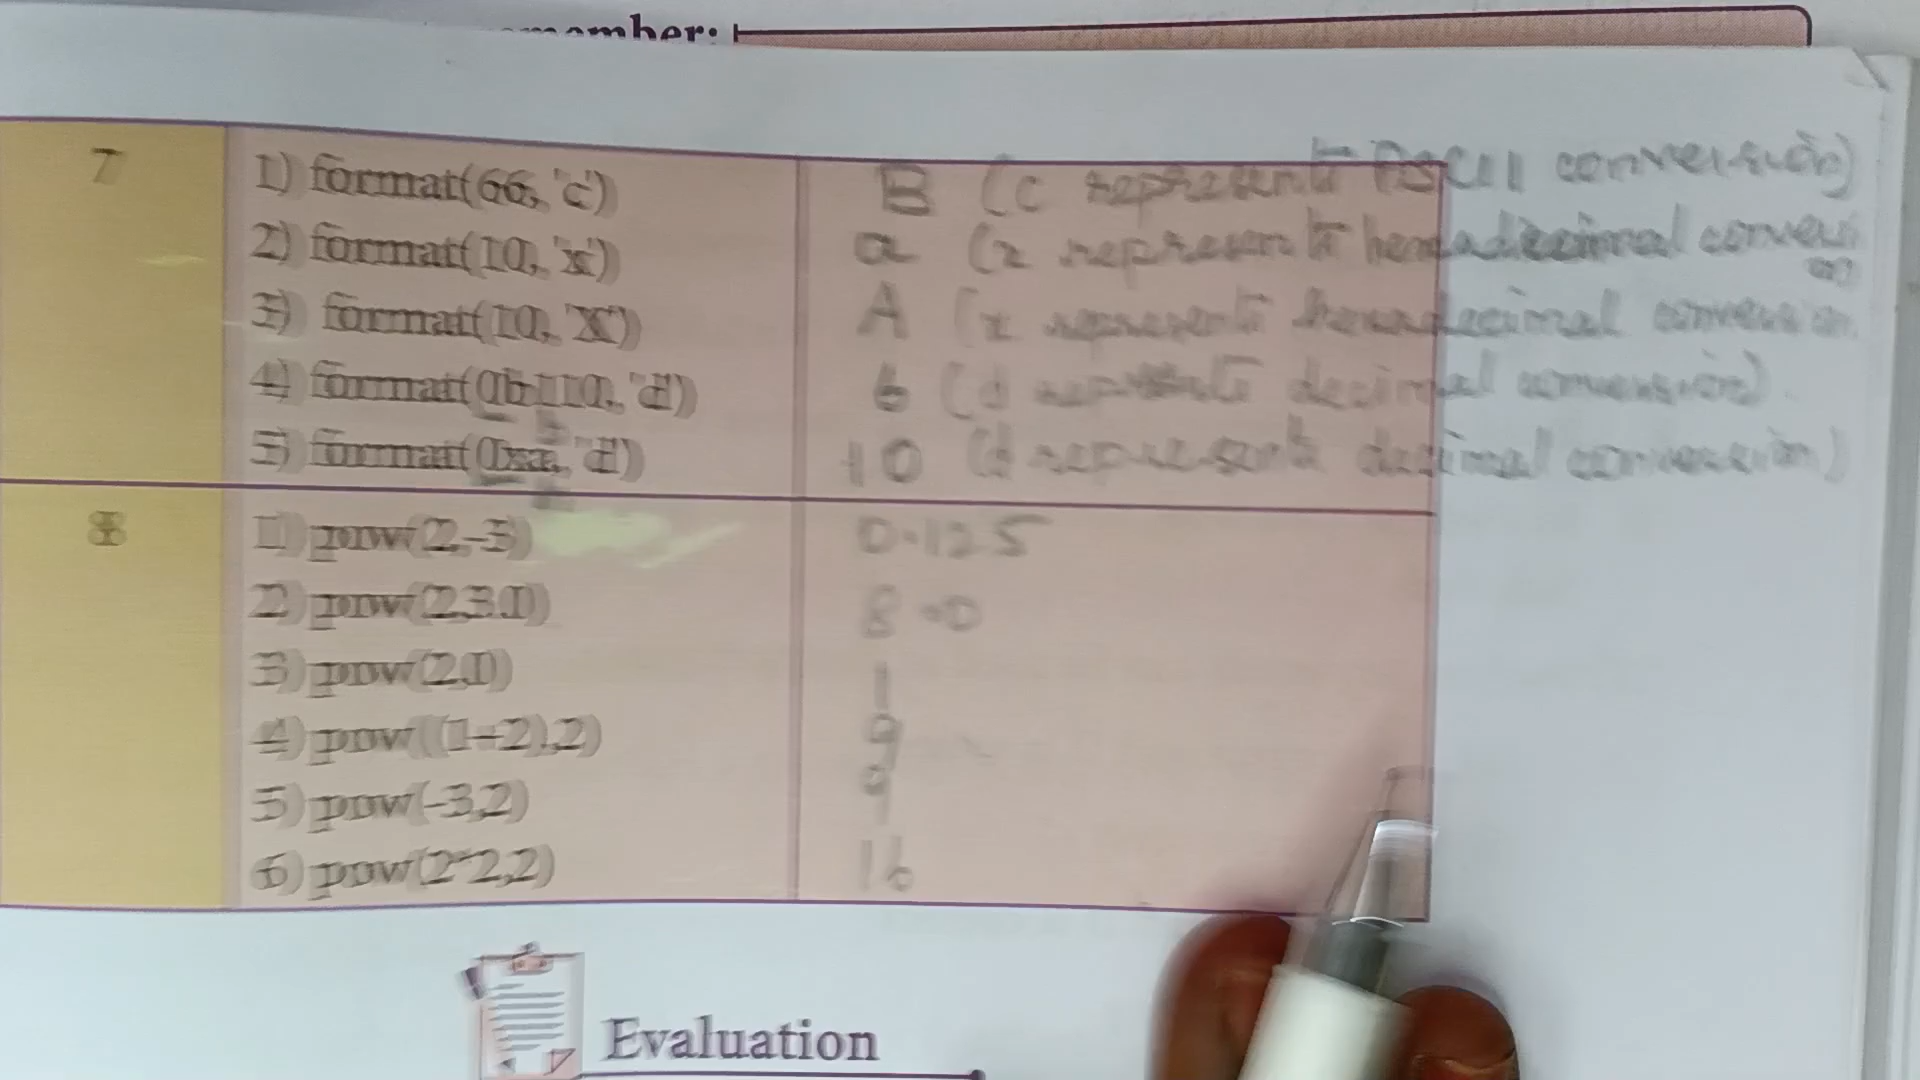 member:
7
1) format(66, 'c') B (c represents ASCII conversion)
2) format(10, 'x') a (x represents hexadecimal conversion
3) format(10, 'X') A (x represents hexadecimal conversion
4) format(0b110, 'd') 6 (d represents decimal conversion)
5) format(0xa, 'd') 10 (d represents decimal conversion)
8
1) pow(2,-3) 0.125
2) pow(2,3.0) 8.0
3) pow(2,0) 1
4) pow((1+2),2) 9
5) pow(-3,2) 9
6) pow(2*2,2) 16
Evaluation